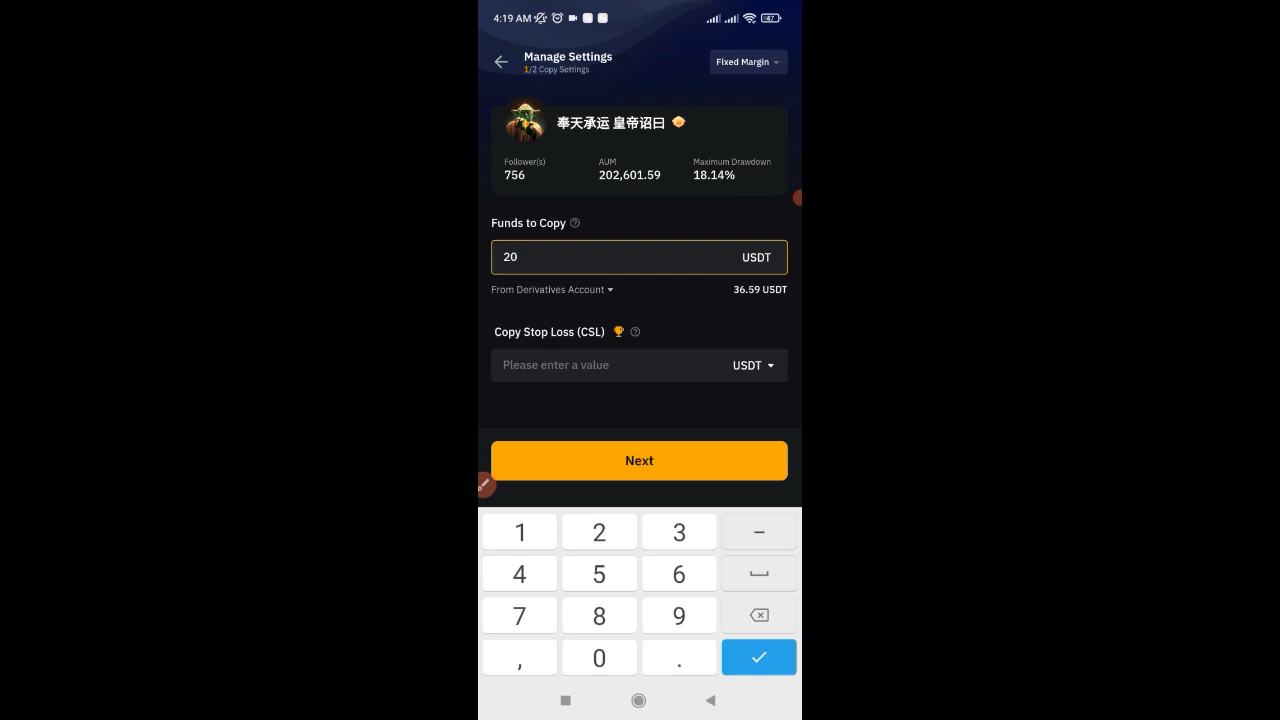 4:19 AM
47
Manage Settings
1/2 Copy Settings
Fixed Margin
奉天承运 皇帝诏曰
Follower(s)
AUM
Maximum Drawdown
756
202,601.59
18.14%
Funds to Copy
20
USDT
From Derivatives Account
36.59 USDT
Copy Stop Loss (CSL)
Please enter a value
USDT
Next
1 2 3 –
4 5 6
7 8 9
, 0 .